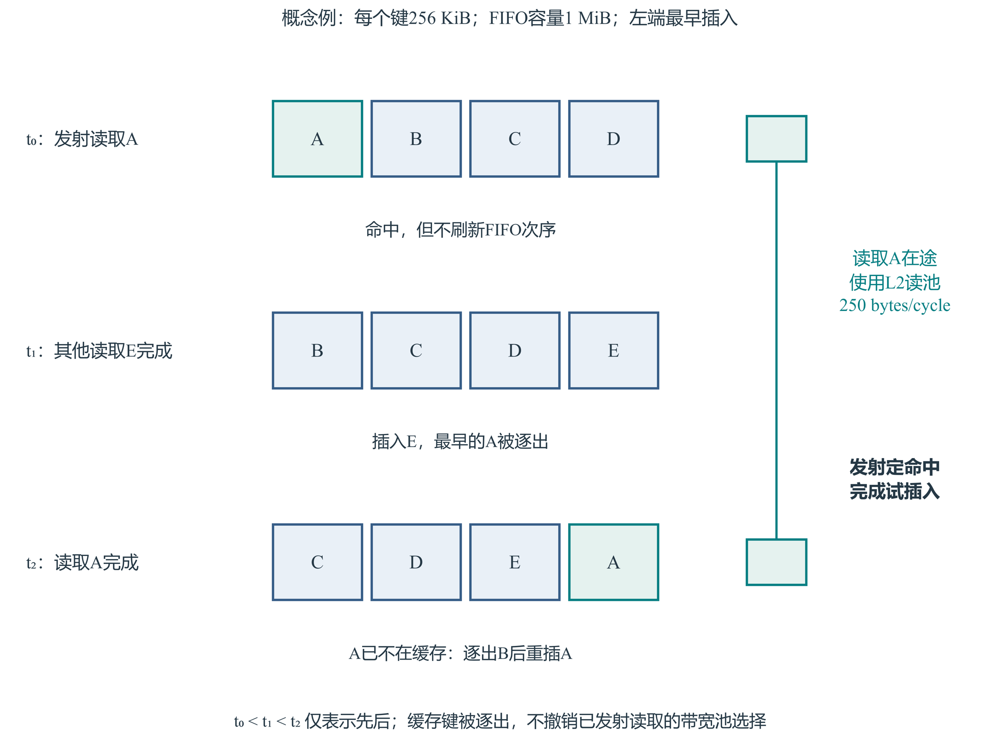 概念例：每个键256 KiB；FIFO容量1 MiB；左端最早插入
t₀：发射读取A
A
B
C
D
命中，但不刷新FIFO次序
读取A在途
使用L2读池
250 bytes/cycle
t₁：其他读取E完成
B
C
D
E
插入E，最早的A被逐出
发射定命中
完成试插入
t₂：读取A完成
C
D
E
A
A已不在缓存：逐出B后重插A
t₀ < t₁ < t₂ 仅表示先后；缓存键被逐出，不撤销已发射读取的带宽池选择